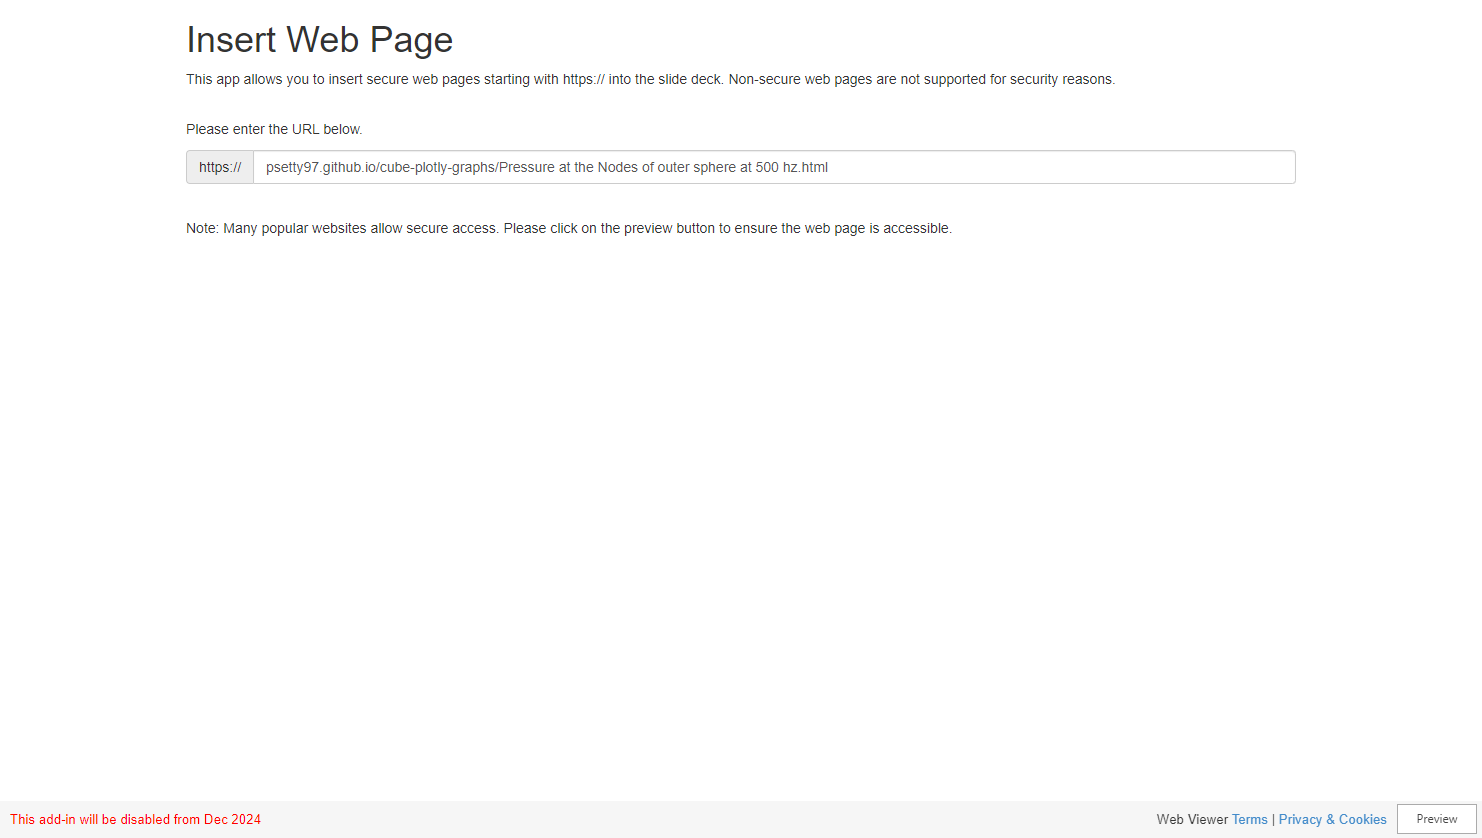 Insert Web Page
This app allows you to insert secure web pages starting with https:// into the slide deck. Non-secure web pages are not supported for security reasons.
Please enter the URL below.
https:// psetty97.github.io/cube-plotly-graphs/Pressure at the Nodes of outer sphere at 500 hz.html
Note: Many popular websites allow secure access. Please click on the preview button to ensure the web page is accessible.
This add-in will be disabled from Dec 2024 Web Viewer Terms | Privacy & Cookies Preview